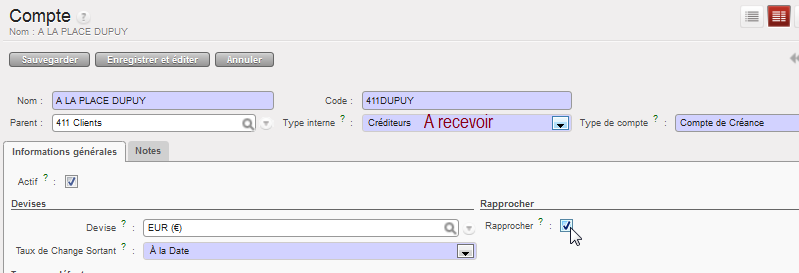 Compte ?
Nom : A LA PLACE DUPUY
Sauvegarder Enregistrer et éditer Annuler
Nom : A LA PLACE DUPUY Code : 411DUPUY
Parent : 411 Clients Type interne ? : Créditeurs A recevoir Type de compte ? : Compte de Créance
Informations générales Notes
Actif ? :
Devises Rapprocher
Devise ? : EUR (€) Rapprocher ? :
Taux de Change Sortant ? : À la Date